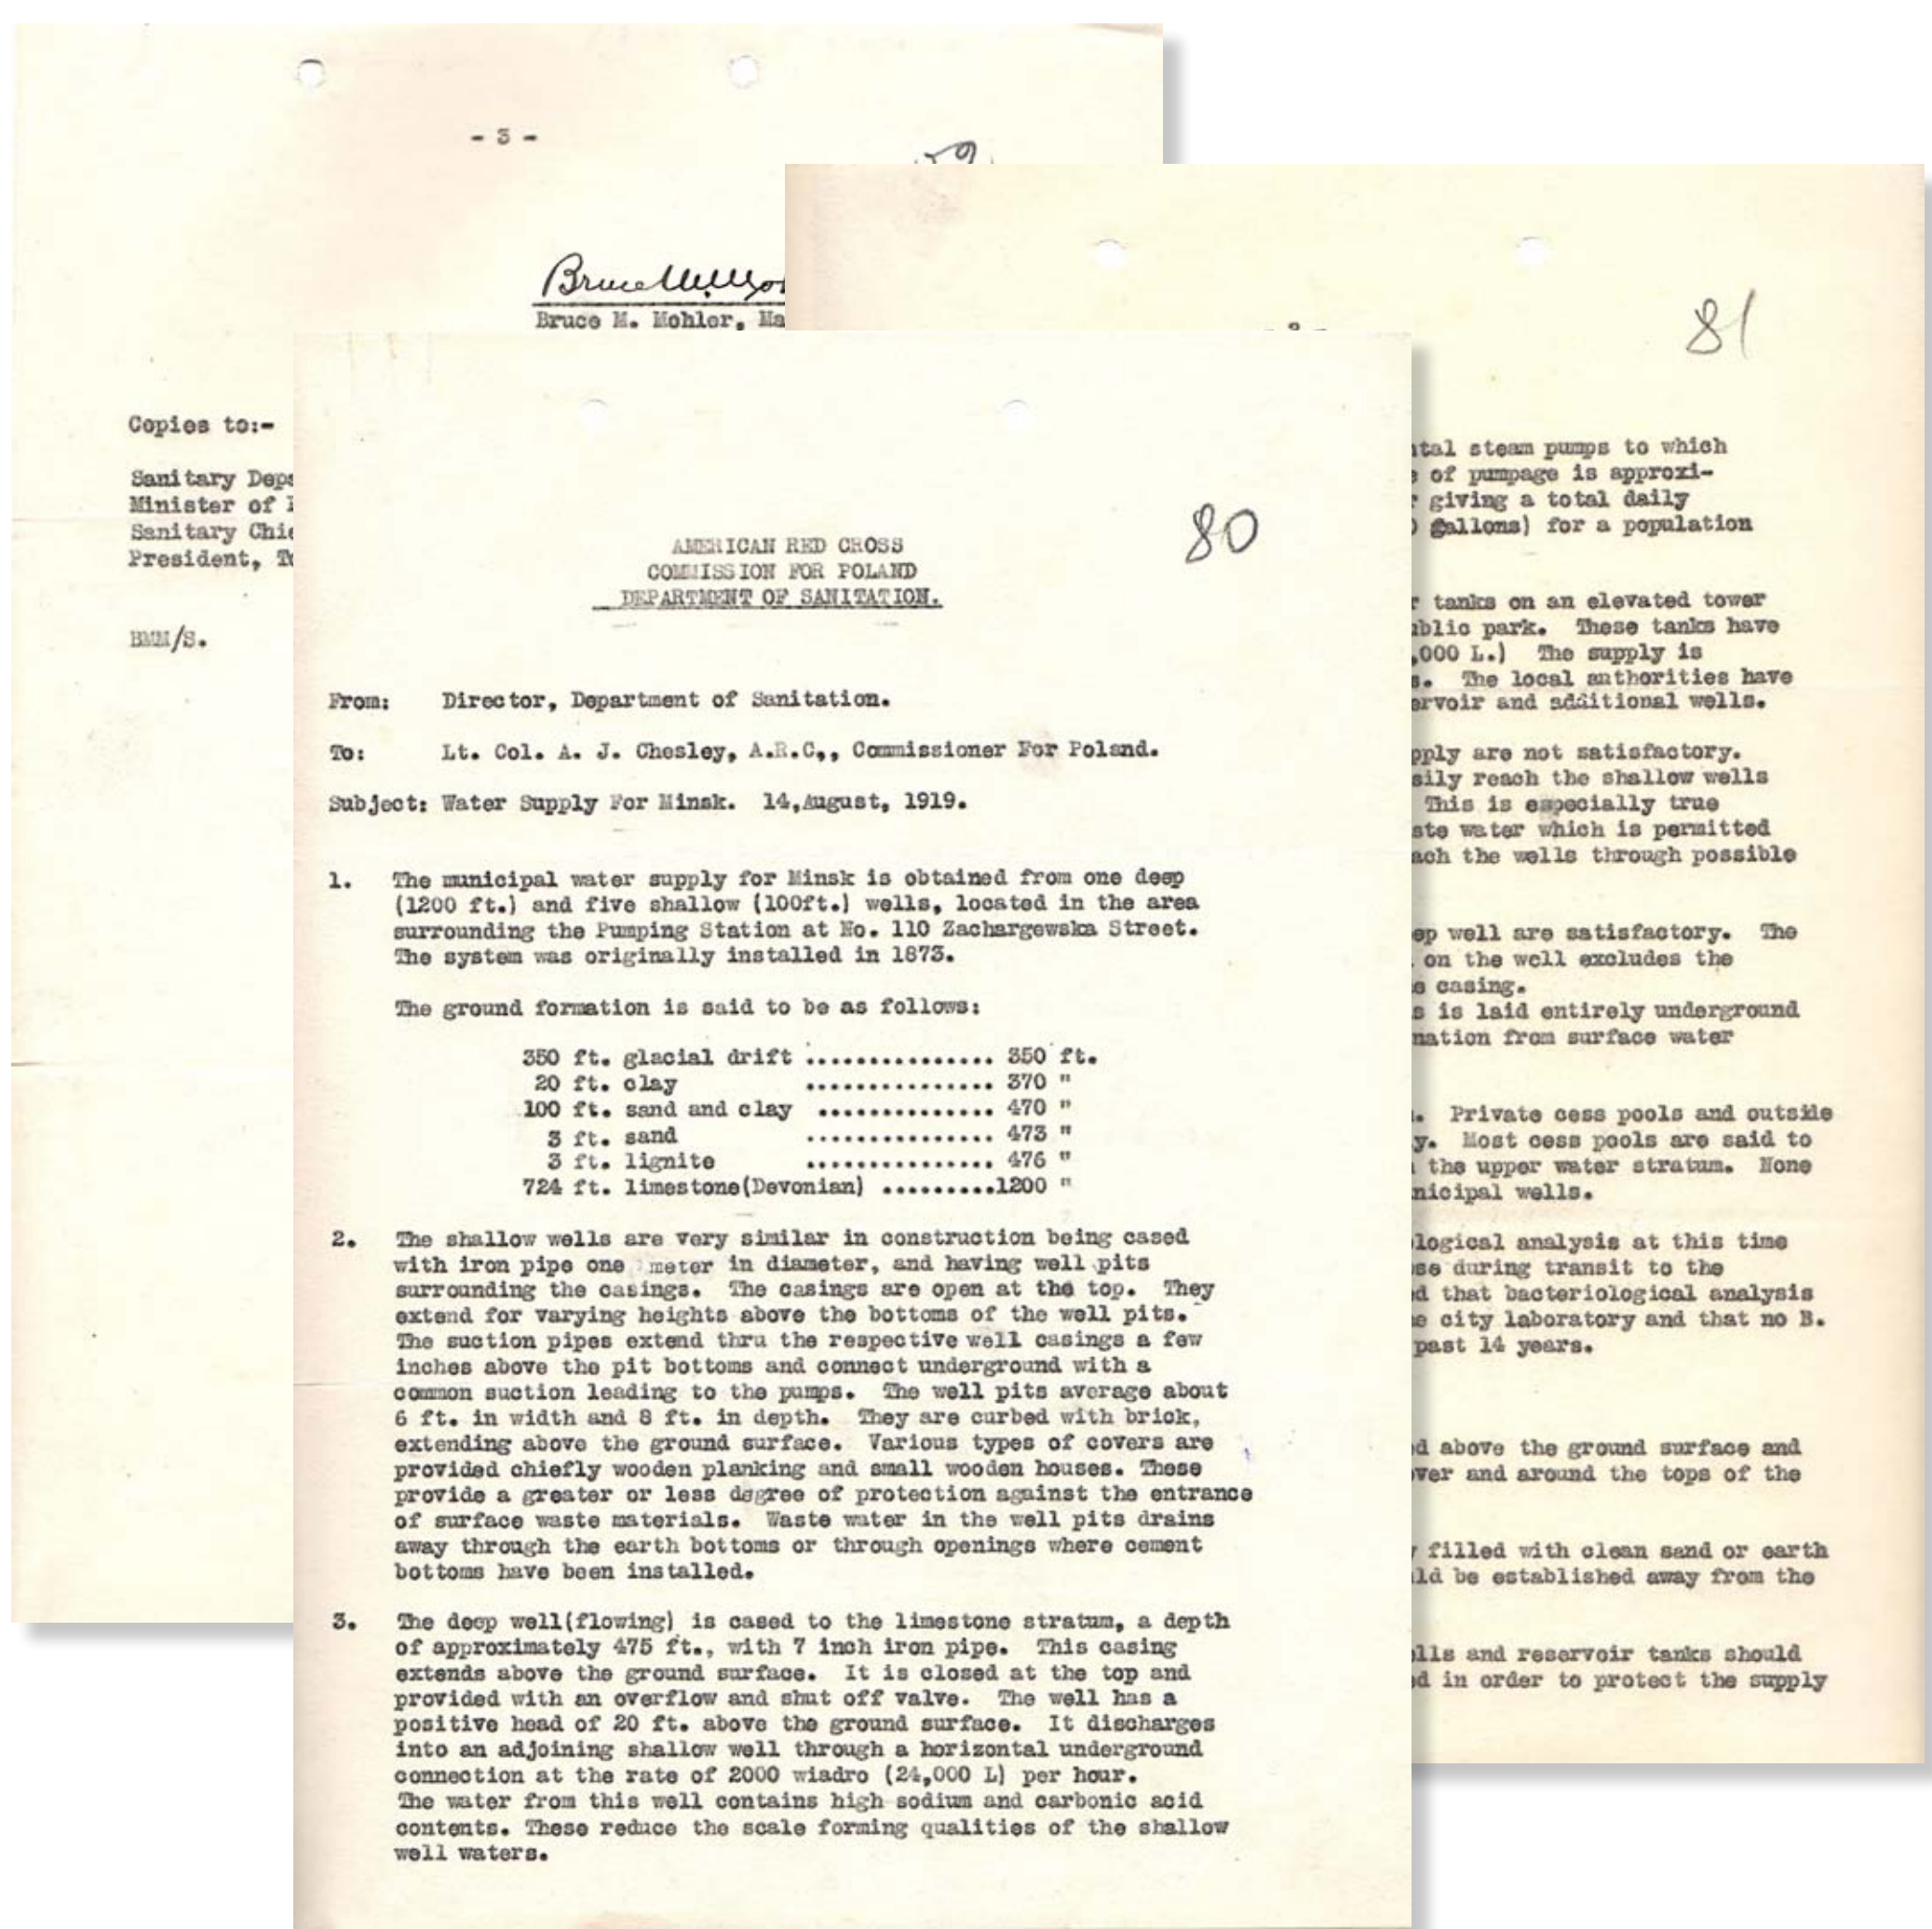 - 3 -
Bruce M. Mohler, Ma
Copies to:-
Sanitary Depa
Minister of
Sanitary Chie
President, To
BMM/S.
80
AMERICAN RED CROSS
COMMISSION FOR POLAND
DEPARTMENT OF SANITATION.
From: Director, Department of Sanitation.
To: Lt. Col. A. J. Chesley, A.R.C,, Commissioner For Poland.
Subject: Water Supply For Minsk. 14,August, 1919.
1. The municipal water supply for Minsk is obtained from one deep
(1200 ft.) and five shallow (100ft.) wells, located in the area
surrounding the Pumping Station at No. 110 Zachargewska Street.
The system was originally installed in 1873.
The ground formation is said to be as follows:
350 ft. glacial drift ............... 350 ft.
20 ft. clay ............... 370 "
100 ft. sand and clay .............. 470 "
3 ft. sand ............... 473 "
3 ft. lignite ............... 476 "
724 ft. limestone(Devonian) .........1200 "
2. The shallow wells are very similar in construction being cased
with iron pipe one meter in diameter, and having well pits
surrounding the casings. The casings are open at the top. They
extend for varying heights above the bottoms of the well pits.
The suction pipes extend thru the respective well casings a few
inches above the pit bottoms and connect underground with a
common suction leading to the pumps. The well pits average about
6 ft. in width and 8 ft. in depth. They are curbed with brick,
extending above the ground surface. Various types of covers are
provided chiefly wooden planking and small wooden houses. These
provide a greater or less degree of protection against the entrance
of surface waste materials. Waste water in the well pits drains
away through the earth bottoms or through openings where cement
bottoms have been installed.
3. The deep well(flowing) is cased to the limestone stratum, a depth
of approximately 475 ft., with 7 inch iron pipe. This casing
extends above the ground surface. It is closed at the top and
provided with an overflow and shut off valve. The well has a
positive head of 20 ft. above the ground surface. It discharges
into an adjoining shallow well through a horizontal underground
connection at the rate of 2000 wiadro (24,000 L) per hour.
The water from this well contains high sodium and carbonic acid
contents. These reduce the scale forming qualities of the shallow
well waters.
81
ntal steam pumps to which
of pumpage is approxi-
giving a total daily
gallons) for a population
tanks on an elevated tower
ublic park. These tanks have
,000 L.) The supply is
s. The local authorities have
ervoir and additional wells.
pply are not satisfactory.
sily reach the shallow wells
This is especially true
ste water which is permitted
ach the wells through possible
ep well are satisfactory. The
on the well excludes the
casing.
is laid entirely underground
nation from surface water
. Private cess pools and outside
y. Most cess pools are said to
the upper water stratum. None
nicipal wells.
logical analysis at this time
se during transit to the
d that bacteriological analysis
city laboratory and that no B.
past 14 years.
d above the ground surface and
ver and around the tops of the
filled with clean sand or earth
ld be established away from the
lls and reservoir tanks should
d in order to protect the supply